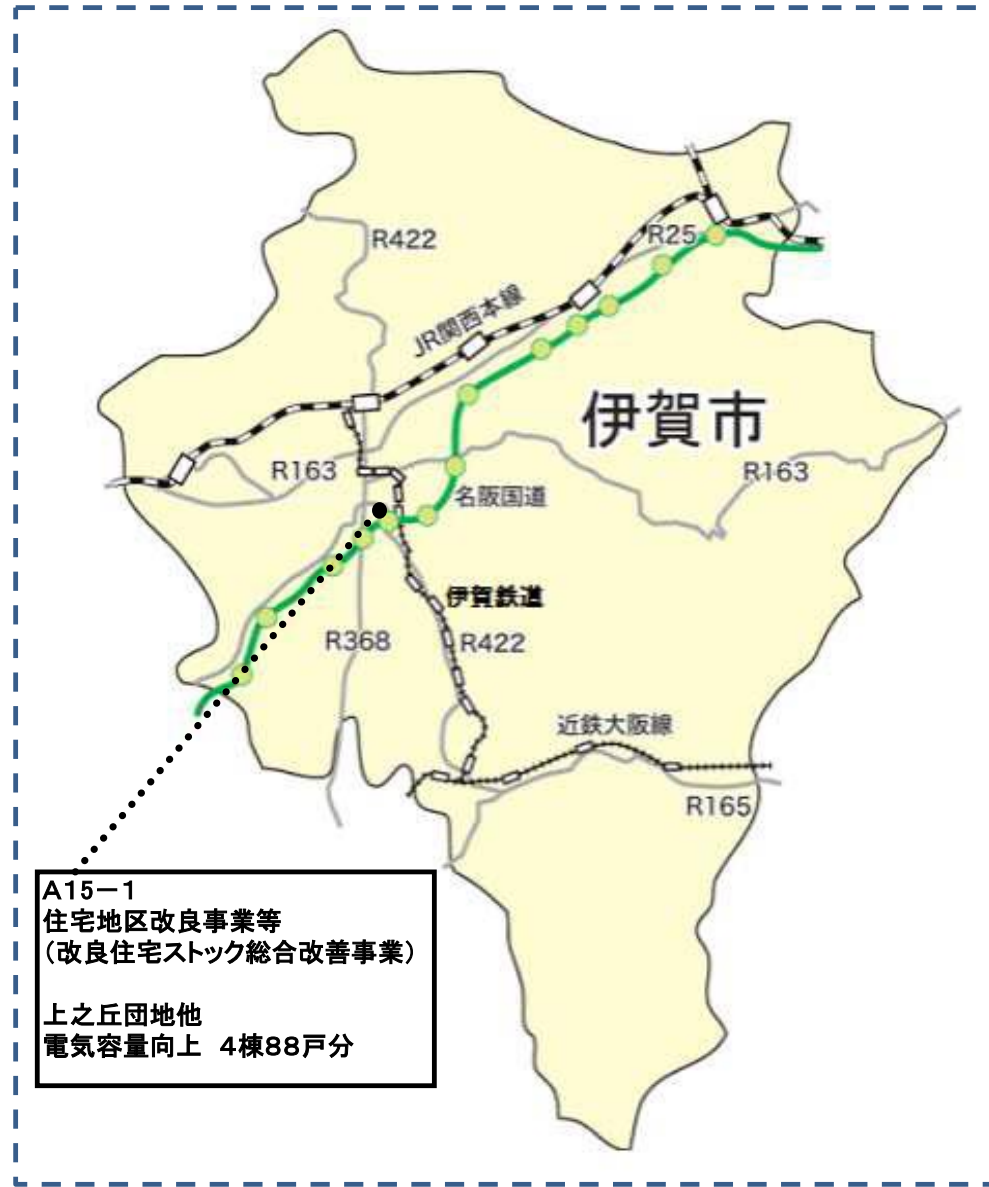 R422
R25
JR関西本線
伊賀市
R163
R163
名阪国道
伊賀鉄道
R368
R422
近鉄大阪線
R165
A15－1
住宅地区改良事業等
（改良住宅ストック総合改善事業）
上之丘団地他
電気容量向上　4棟88戸分